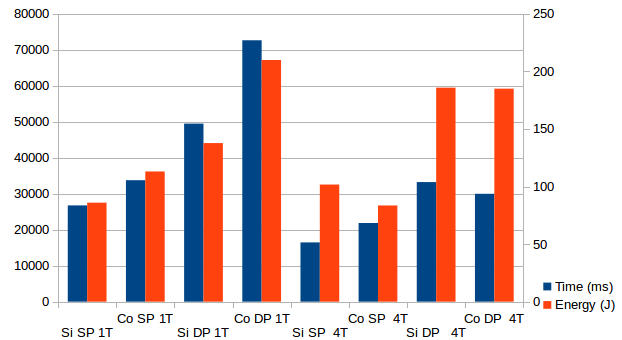 80000
70000
60000
50000
40000
30000
20000
10000
0
250
200
150
100
50
0
Si SP 1T
Co SP 1T
Si DP 1T
Co DP 1T
Si SP 4T
Co SP 4T
Si DP 4T
Co DP 4T
Time (ms)
Energy (J)